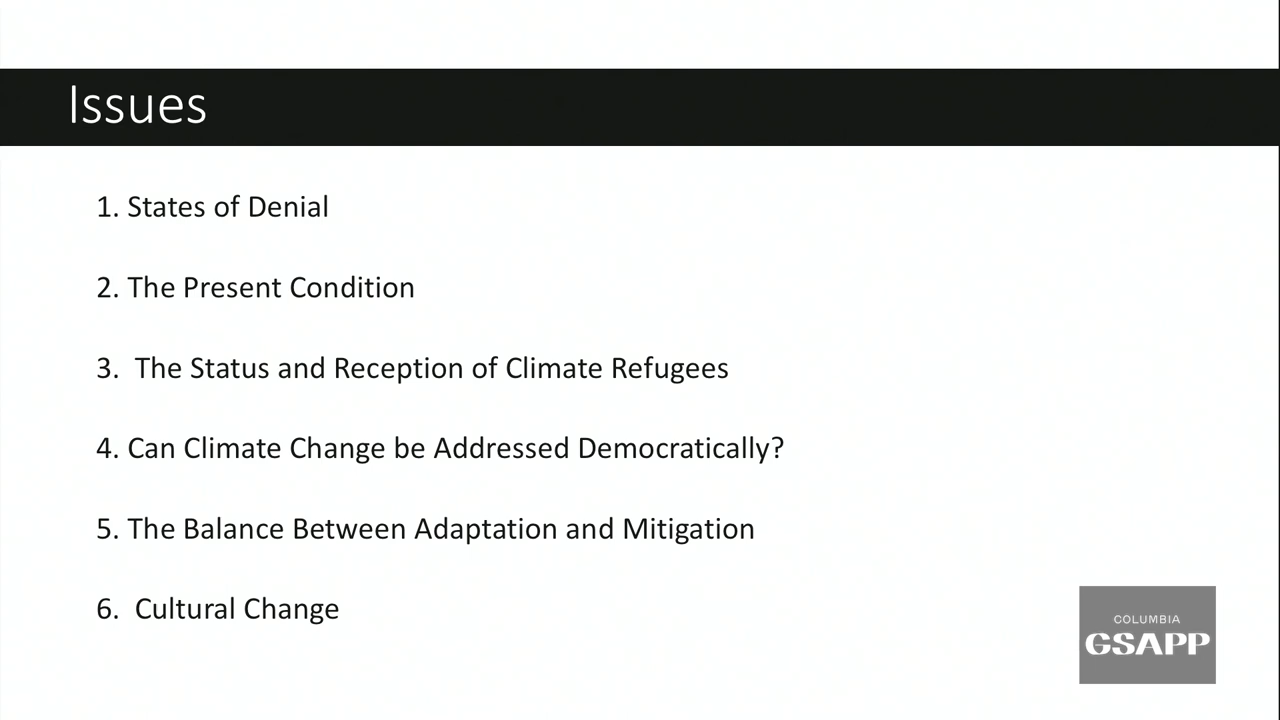 Issues
1. States of Denial
2. The Present Condition
3.  The Status and Reception of Climate Refugees
4. Can Climate Change be Addressed Democratically?
5. The Balance Between Adaptation and Mitigation
6.  Cultural Change
COLUMBIA
GSAPP